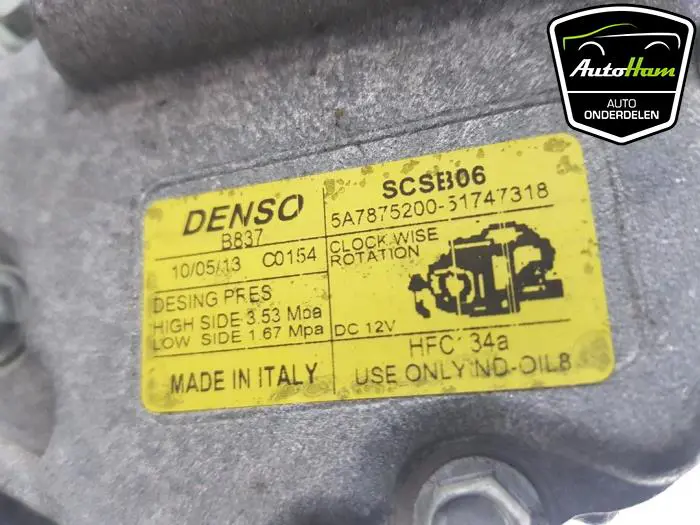 AutoHam
AUTO
ONDERDELEN
DENSO
B837
10/05/13 C0154
DESING PRES
HIGH SIDE 3.53 Mpa
LOW SIDE 1.67 Mpa
MADE IN ITALY
SCSB06
5A7875200-51747318
CLOCK WISE
ROTATION
DC 12V
HFC 134a
USE ONLY ND-OIL8